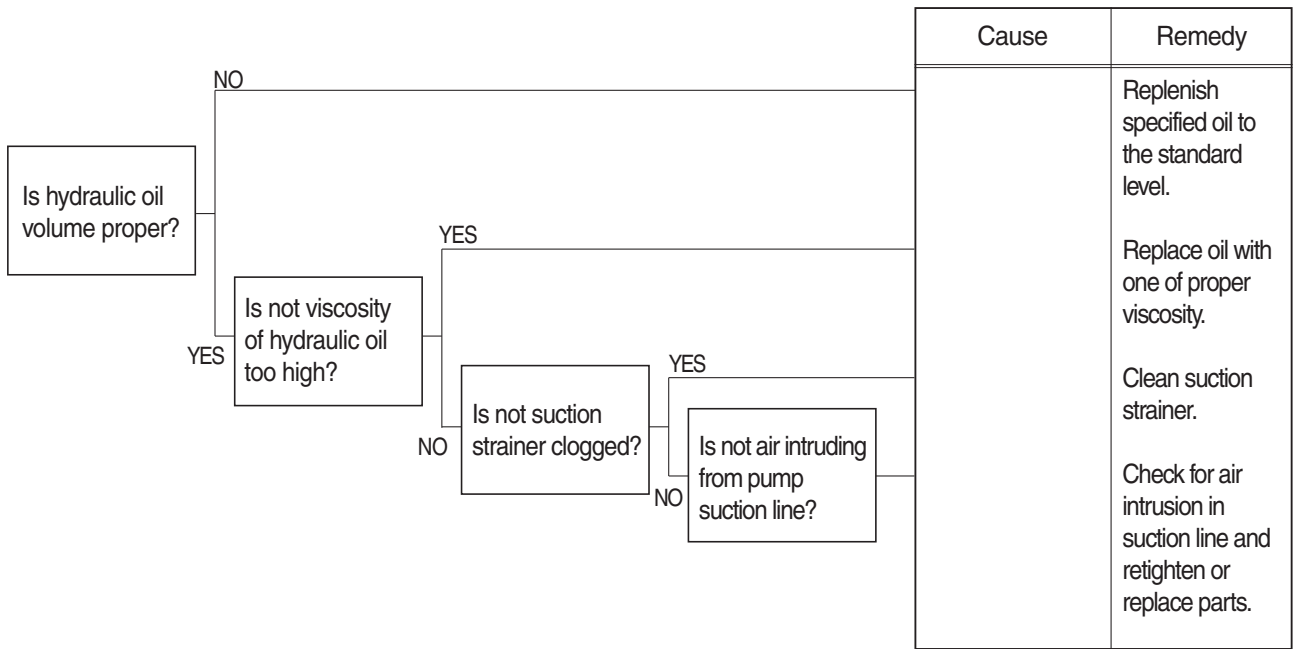 Cause
Remedy
NO
Replenish
specified oil to
the standard
level.
Is hydraulic oil
volume proper?
YES
Replace oil with
one of proper
viscosity.
YES
Is not viscosity
of hydraulic oil
too high?
YES
Clean suction
strainer.
NO
Is not suction
strainer clogged?
NO
Is not air intruding
from pump
suction line?
Check for air
intrusion in
suction line and
retighten or
replace parts.